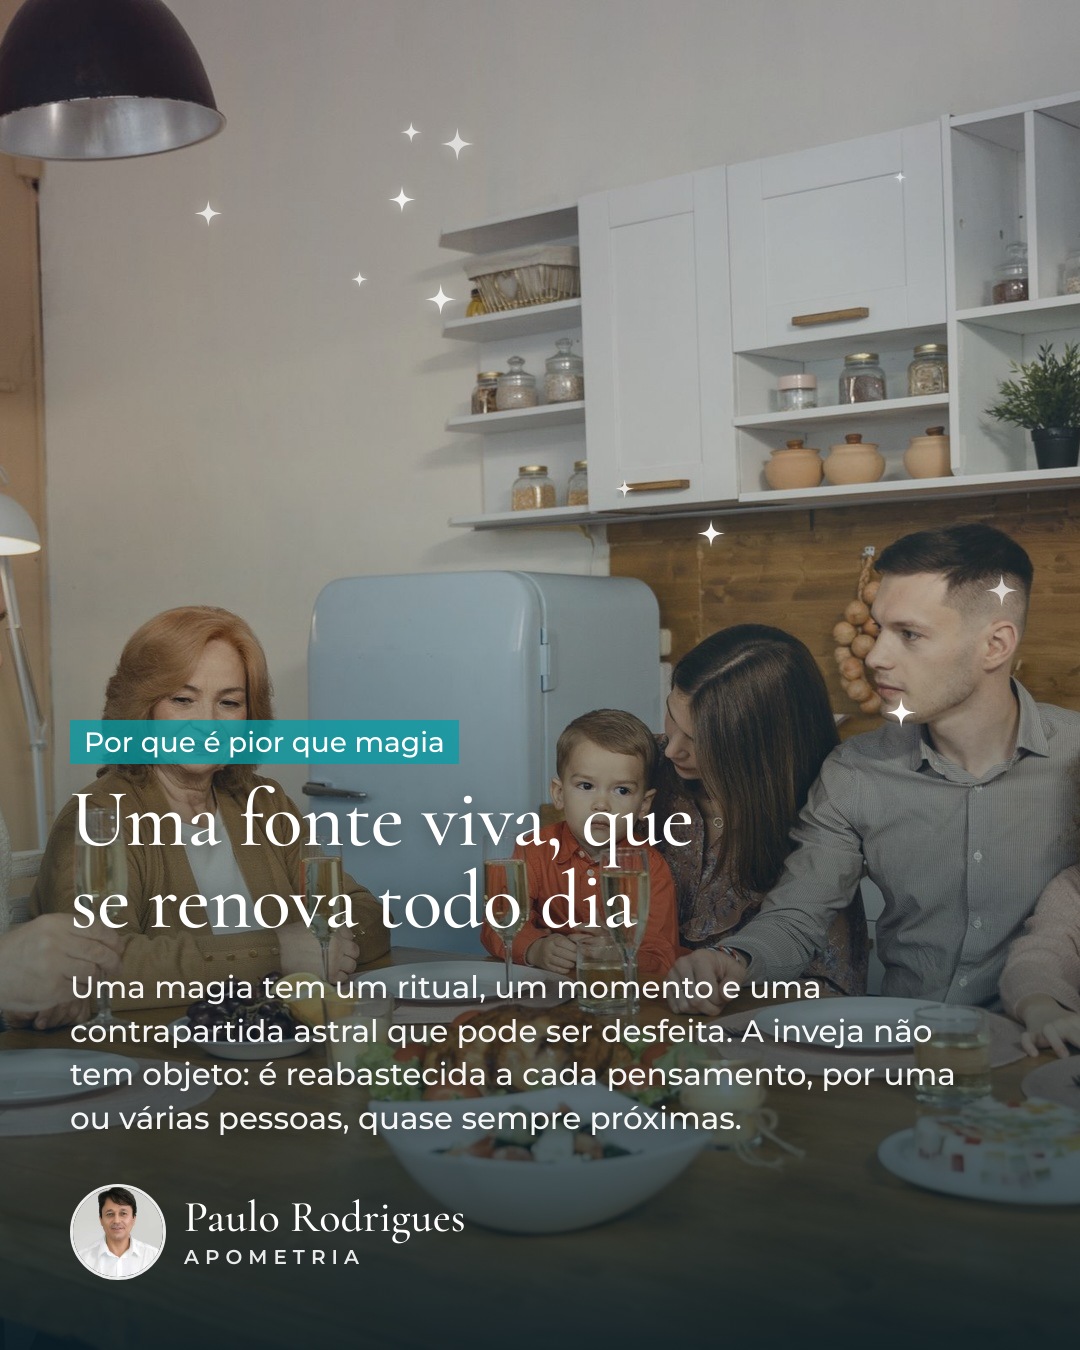 Por que é pior que magia
Uma fonte viva, que
se renova todo dia
Uma magia tem um ritual, um momento e uma
contrapartida astral que pode ser desfeita. A inveja não
tem objeto: é reabastecida a cada pensamento, por uma
ou várias pessoas, quase sempre próximas.
Paulo Rodrigues
APOMETRIA